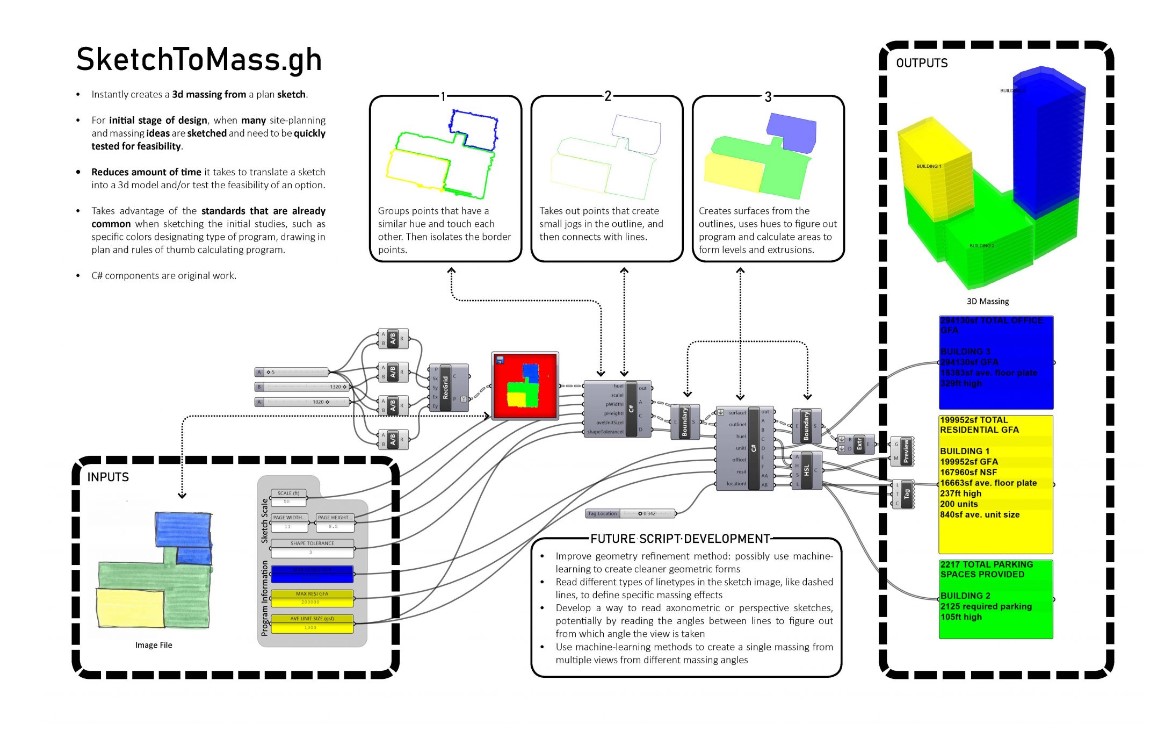 SketchToMass.gh
• Instantly creates a 3d massing from a plan sketch.
• For initial stage of design, when many site-planning
and massing ideas are sketched and need to be quickly
tested for feasibility.
• Reduces amount of time it takes to translate a sketch
into a 3d model and/or test the feasibility of an option.
• Takes advantage of the standards that are already
common when sketching the initial studies, such as
specific colors designating type of program, drawing in
plan and rules of thumb calculating program.
• C# components are original work.
1
Groups points that have a
similar hue and touch each
other. Then isolates the border
points.
2
Takes out points that create
small jogs in the outline, and
then connects with lines.
3
Creates surfaces from the
outlines, uses hues to figure out
program and calculate areas to
form levels and extrusions.
A/B
A/B
A/B
A/B
RecGrid
C#
Boundary
C#
Boundary
HSL
Extr
Preview
Tag
Tag Location
0.362
INPUTS
Image File
Sketch Scale
SCALE (ft)
PAGE WIDTH
PAGE HEIGHT
SHAPE TOLERANCE
Program Information
MAX RESI GFA
AVE UNIT SIZE (gsf)
FUTURE SCRIPT DEVELOPMENT
• Improve geometry refinement method: possibly use machine-
learning to create cleaner geometric forms
• Read different types of linetypes in the sketch image, like dashed
lines, to define specific massing effects
• Develop a way to read axonometric or perspective sketches,
potentially by reading the angles between lines to figure out
from which angle the view is taken
• Use machine-learning methods to create a single massing from
multiple views from different massing angles
OUTPUTS
BUILDING
BUILDING 1
BUILDING
3D Massing
TOTAL OFFICE
GFA
BUILDING 3
GFA
ave. floor plate
high
199952sf TOTAL
RESIDENTIAL GFA
BUILDING 1
199952sf GFA
167960sf NSF
16663sf ave. floor plate
237ft high
200 units
840sf ave. unit size
2217 TOTAL PARKING
SPACES PROVIDED
BUILDING 2
2125 required parking
105ft high